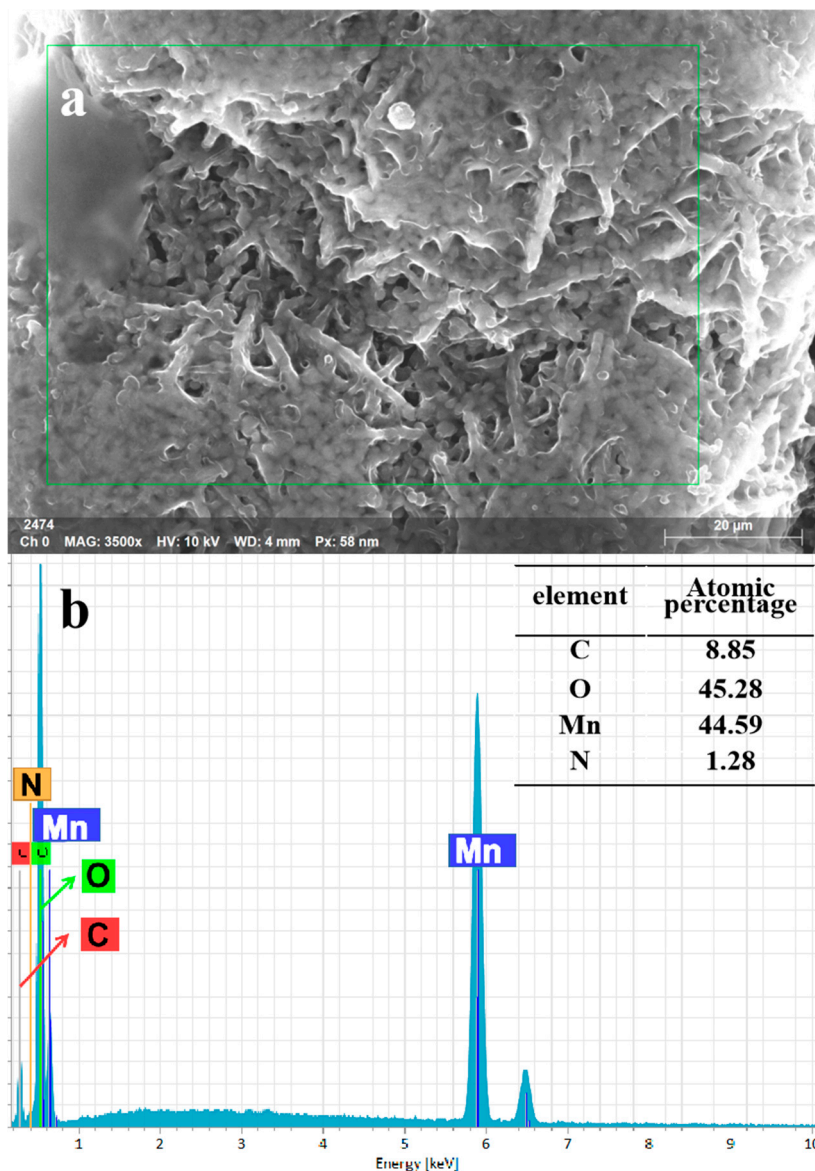 a
2474
Ch 0 MAG: 3500x HV: 10 kV WD: 4 mm Px: 58 nm
20 µm
b
element Atomic percentage
C 8.85
O 45.28
Mn 44.59
N 1.28
N
Mn
Mn
O
C
1 2 3 4 5 6 7 8 9 10
Energy [keV]